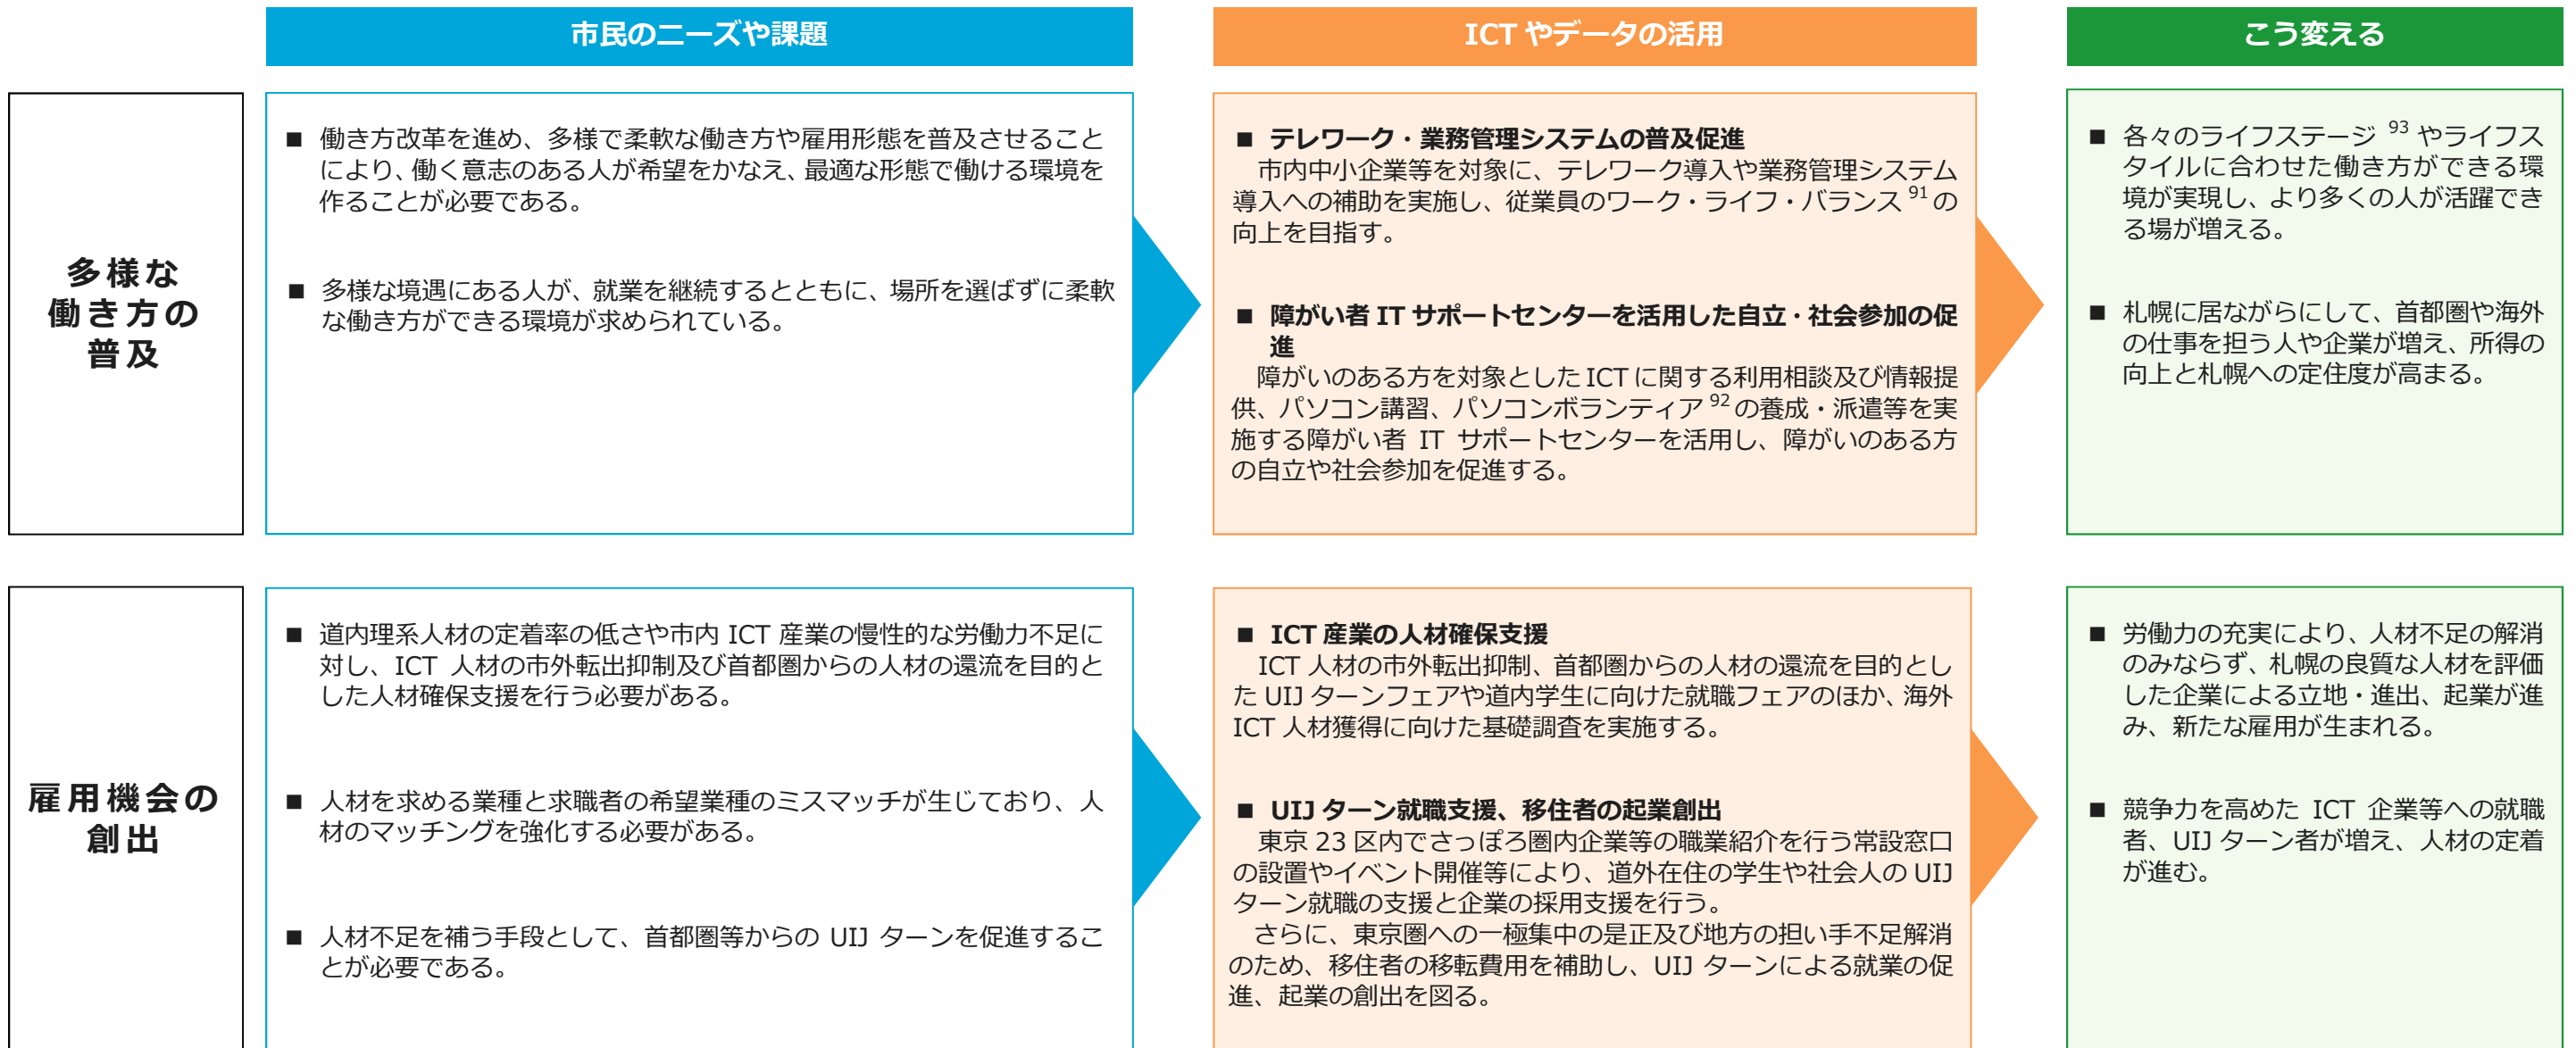 市民のニーズや課題
ICT やデータの活用
こう変える
多様な
働き方の
普及
■ 働き方改革を進め、多様で柔軟な働き方や雇用形態を普及させること
により、働く意志のある人が希望をかなえ、最適な形態で働ける環境を
作ることが必要である。
■ 多様な境遇にある人が、就業を継続するとともに、場所を選ばずに柔軟
な働き方ができる環境が求められている。
■ テレワーク・業務管理システムの普及促進
市内中小企業等を対象に、テレワーク導入や業務管理システム
導入への補助を実施し、従業員のワーク・ライフ・バランス 91 の
向上を目指す。
■ 障がい者 IT サポートセンターを活用した自立・社会参加の促
進
障がいのある方を対象とした ICT に関する利用相談及び情報提
供、パソコン講習、パソコンボランティア 92 の養成・派遣等を実
施する障がい者 IT サポートセンターを活用し、障がいのある方
の自立や社会参加を促進する。
■ 各々のライフステージ 93 やライフス
タイルに合わせた働き方ができる環
境が実現し、より多くの人が活躍でき
る場が増える。
■ 札幌に居ながらにして、首都圏や海外
の仕事を担う人や企業が増え、所得の
向上と札幌への定住度が高まる。
雇用機会の
創出
■ 道内理系人材の定着率の低さや市内 ICT 産業の慢性的な労働力不足に
対し、ICT 人材の市外転出抑制及び首都圏からの人材の還流を目的と
した人材確保支援を行う必要がある。
■ 人材を求める業種と求職者の希望業種のミスマッチが生じており、人
材のマッチングを強化する必要がある。
■ 人材不足を補う手段として、首都圏等からの UIJ ターンを促進するこ
とが必要である。
■ ICT 産業の人材確保支援
ICT 人材の市外転出抑制、首都圏からの人材の還流を目的とし
た UIJ ターンフェアや道内学生に向けた就職フェアのほか、海外
ICT 人材獲得に向けた基礎調査を実施する。
■ UIJ ターン就職支援、移住者の起業創出
東京 23 区内でさっぽろ圏内企業等の職業紹介を行う常設窓口
の設置やイベント開催等により、道外在住の学生や社会人の UIJ
ターン就職の支援と企業の採用支援を行う。
さらに、東京圏への一極集中の是正及び地方の担い手不足解消
のため、移住者の移転費用を補助し、UIJ ターンによる就業の促
進、起業の創出を図る。
■ 労働力の充実により、人材不足の解消
のみならず、札幌の良質な人材を評価
した企業による立地・進出、起業が進
み、新たな雇用が生まれる。
■ 競争力を高めた ICT 企業等への就職
者、UIJ ターン者が増え、人材の定着
が進む。